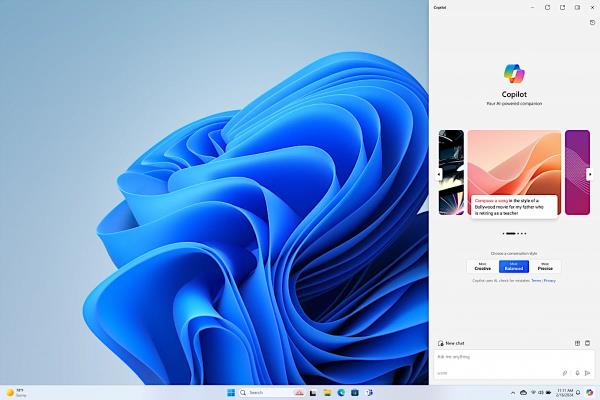 Copilot
Copilot
Your AI-powered companion
Compose a song in the style of a
Bollywood movie for my father who
is retiring as a teacher
Choose a conversation style
More
Creative
More
Balanced
More
Precise
Copilot uses AI, check for mistakes. Terms | Privacy
New chat
Ask me anything
0/2000
78°F
Sunny
Search
11:11 AM
2/15/2024